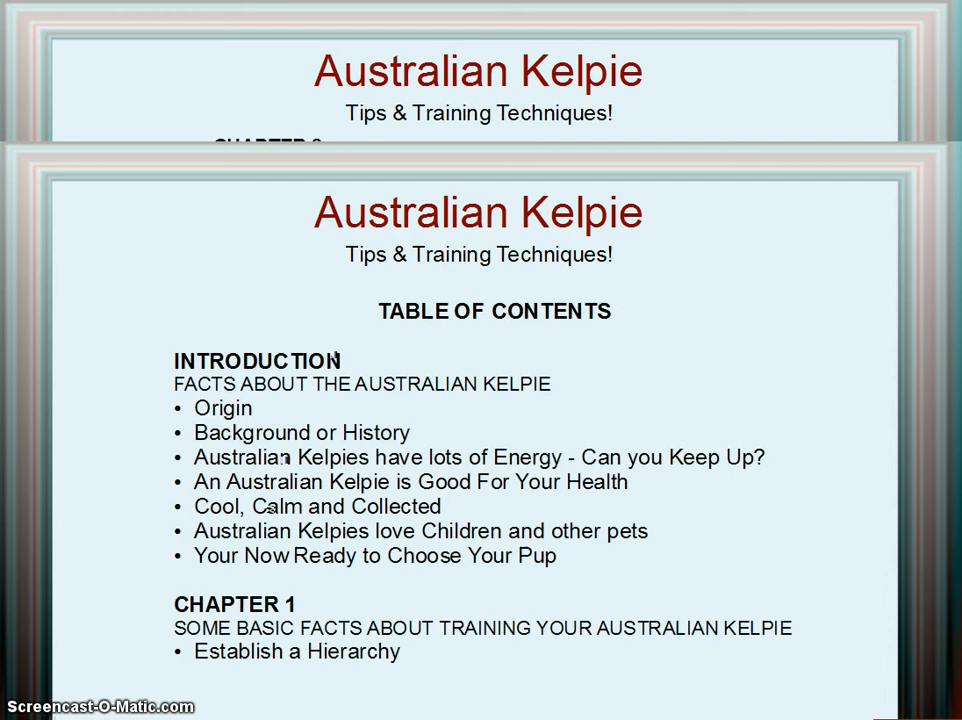 Australian Kelpie
Tips & Training Techniques!
Australian Kelpie
Tips & Training Techniques!
TABLE OF CONTENTS
INTRODUCTION
FACTS ABOUT THE AUSTRALIAN KELPIE
• Origin
• Background or History
• Australian Kelpies have lots of Energy - Can you Keep Up?
• An Australian Kelpie is Good For Your Health
• Cool, Calm and Collected
• Australian Kelpies love Children and other pets
• Your Now Ready to Choose Your Pup
CHAPTER 1
SOME BASIC FACTS ABOUT TRAINING YOUR AUSTRALIAN KELPIE
• Establish a Hierarchy
Screencast-O-Matic.com